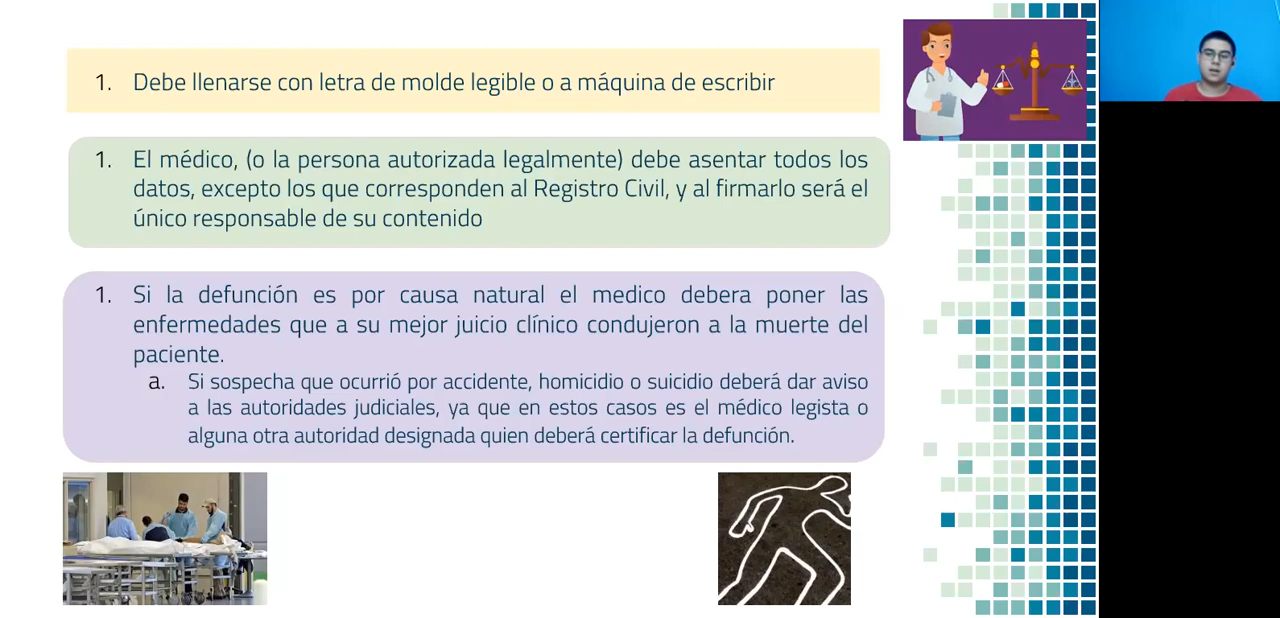 1. Debe llenarse con letra de molde legible o a máquina de escribir
1. El médico, (o la persona autorizada legalmente) debe asentar todos los
datos, excepto los que corresponden al Registro Civil, y al firmarlo será el
único responsable de su contenido
1. Si la defunción es por causa natural el medico debera poner las
enfermedades que a su mejor juicio clínico condujeron a la muerte del
paciente.
a. Si sospecha que ocurrió por accidente, homicidio o suicidio deberá dar aviso
a las autoridades judiciales, ya que en estos casos es el médico legista o
alguna otra autoridad designada quien deberá certificar la defunción.